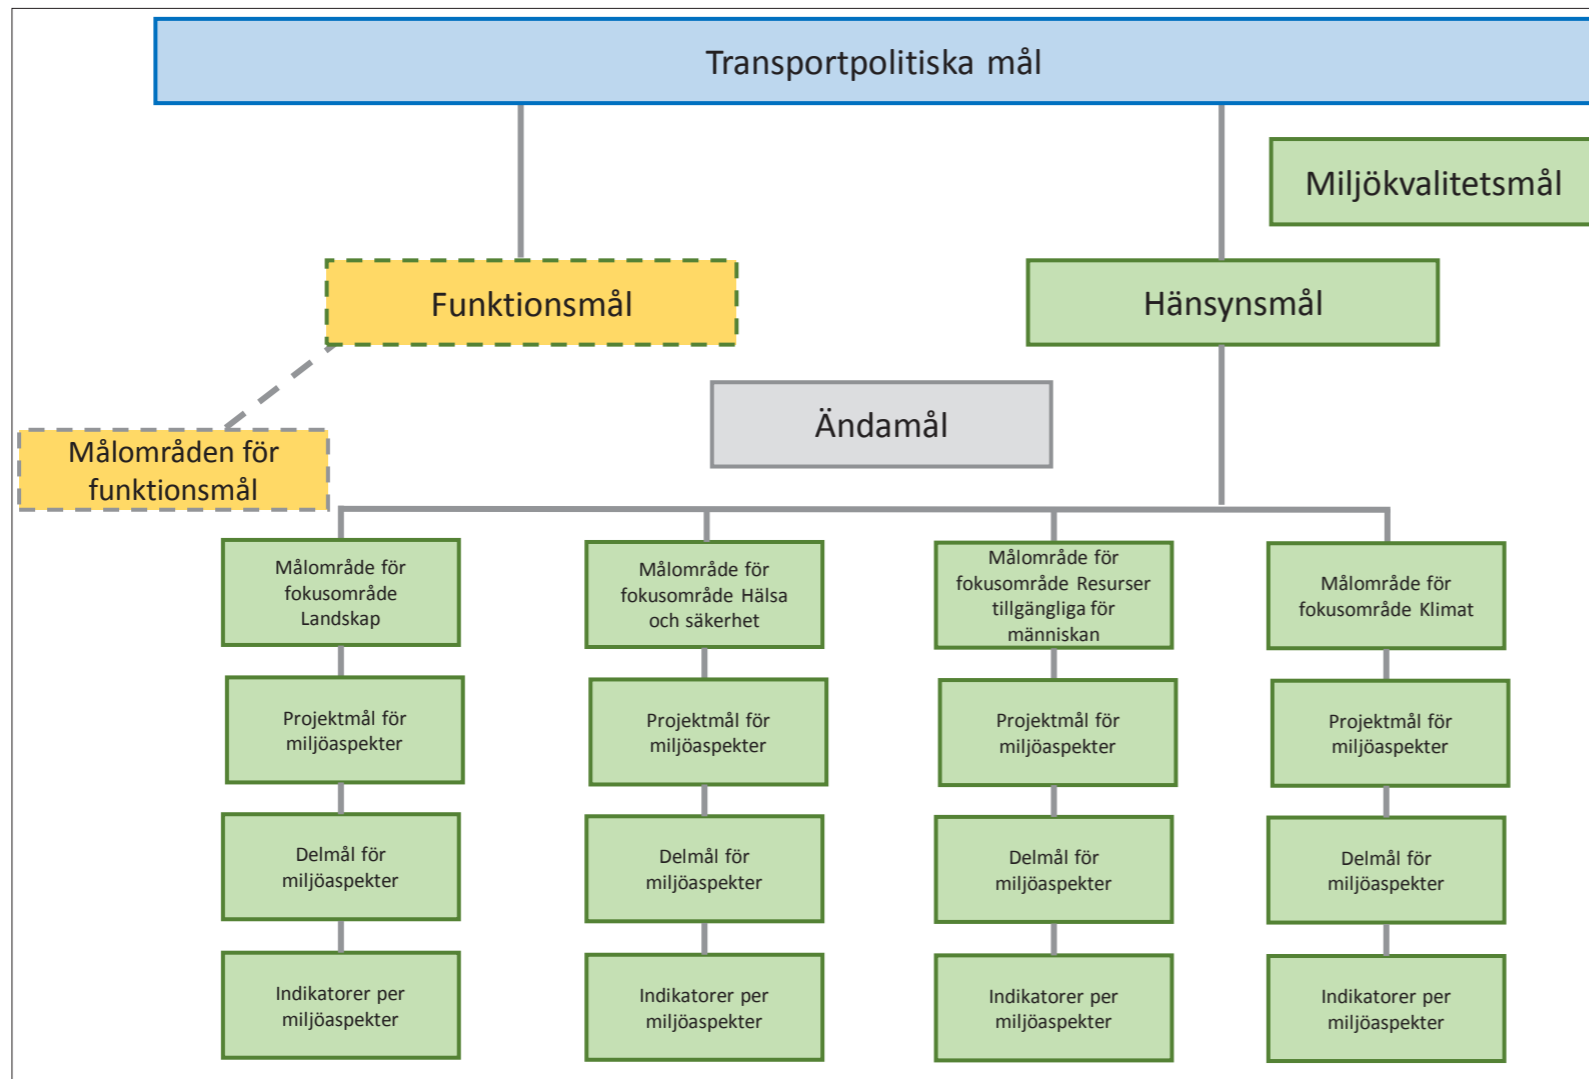 Transportpolitiska mål
Miljökvalitetsmål
Funktionsmål
Hänsynsmål
Ändamål
Målområden för
funktionsmål
Målområde för
fokusområde
Landskap
Målområde för
fokusområde Hälsa
och säkerhet
Målområde för
fokusområde Resurser
tillgängliga för
människan
Målområde för
fokusområde Klimat
Projektmål för
miljöaspekter
Projektmål för
miljöaspekter
Projektmål för
miljöaspekter
Projektmål för
miljöaspekter
Delmål för
miljöaspekter
Delmål för
miljöaspekter
Delmål för
miljöaspekter
Delmål för
miljöaspekter
Indikatorer per
miljöaspekter
Indikatorer per
miljöaspekter
Indikatorer per
miljöaspekter
Indikatorer per
miljöaspekter